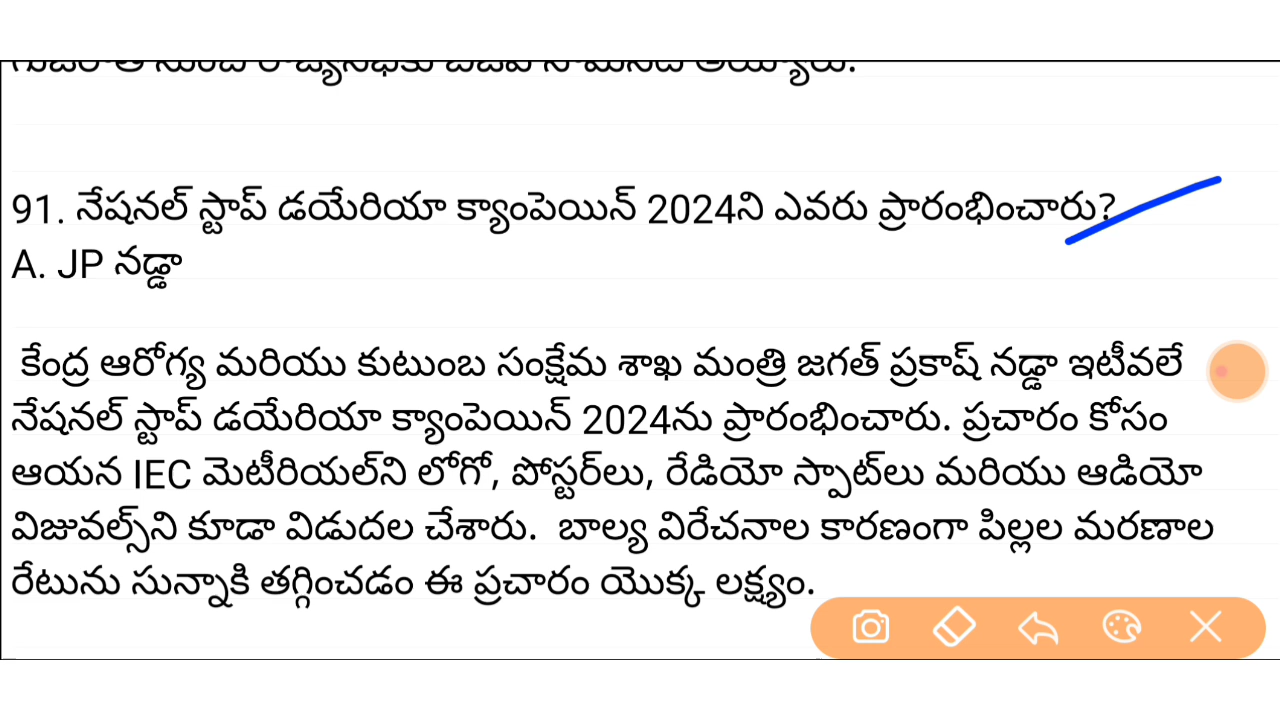 91. నేషనల్ స్టాప్ డయేరియా క్యాంపెయిన్ 2024ని ఎవరు ప్రారంభించారు?
A. JP నడ్డా
కేంద్ర ఆరోగ్య మరియు కుటుంబ సంక్షేమ శాఖ మంత్రి జగత్ ప్రకాష్ నడ్డా ఇటీవలే
నేషనల్ స్టాప్ డయేరియా క్యాంపెయిన్ 2024ను ప్రారంభించారు. ప్రచారం కోసం
ఆయన IEC మెటీరియల్‌ని లోగో, పోస్టర్‌లు, రేడియో స్పాట్‌లు మరియు ఆడియో
విజువల్స్‌ని కూడా విడుదల చేశారు. బాల్య విరేచనాల కారణంగా పిల్లల మరణాల
రేటును సున్నాకి తగ్గించడం ఈ ప్రచారం యొక్క లక్ష్యం.